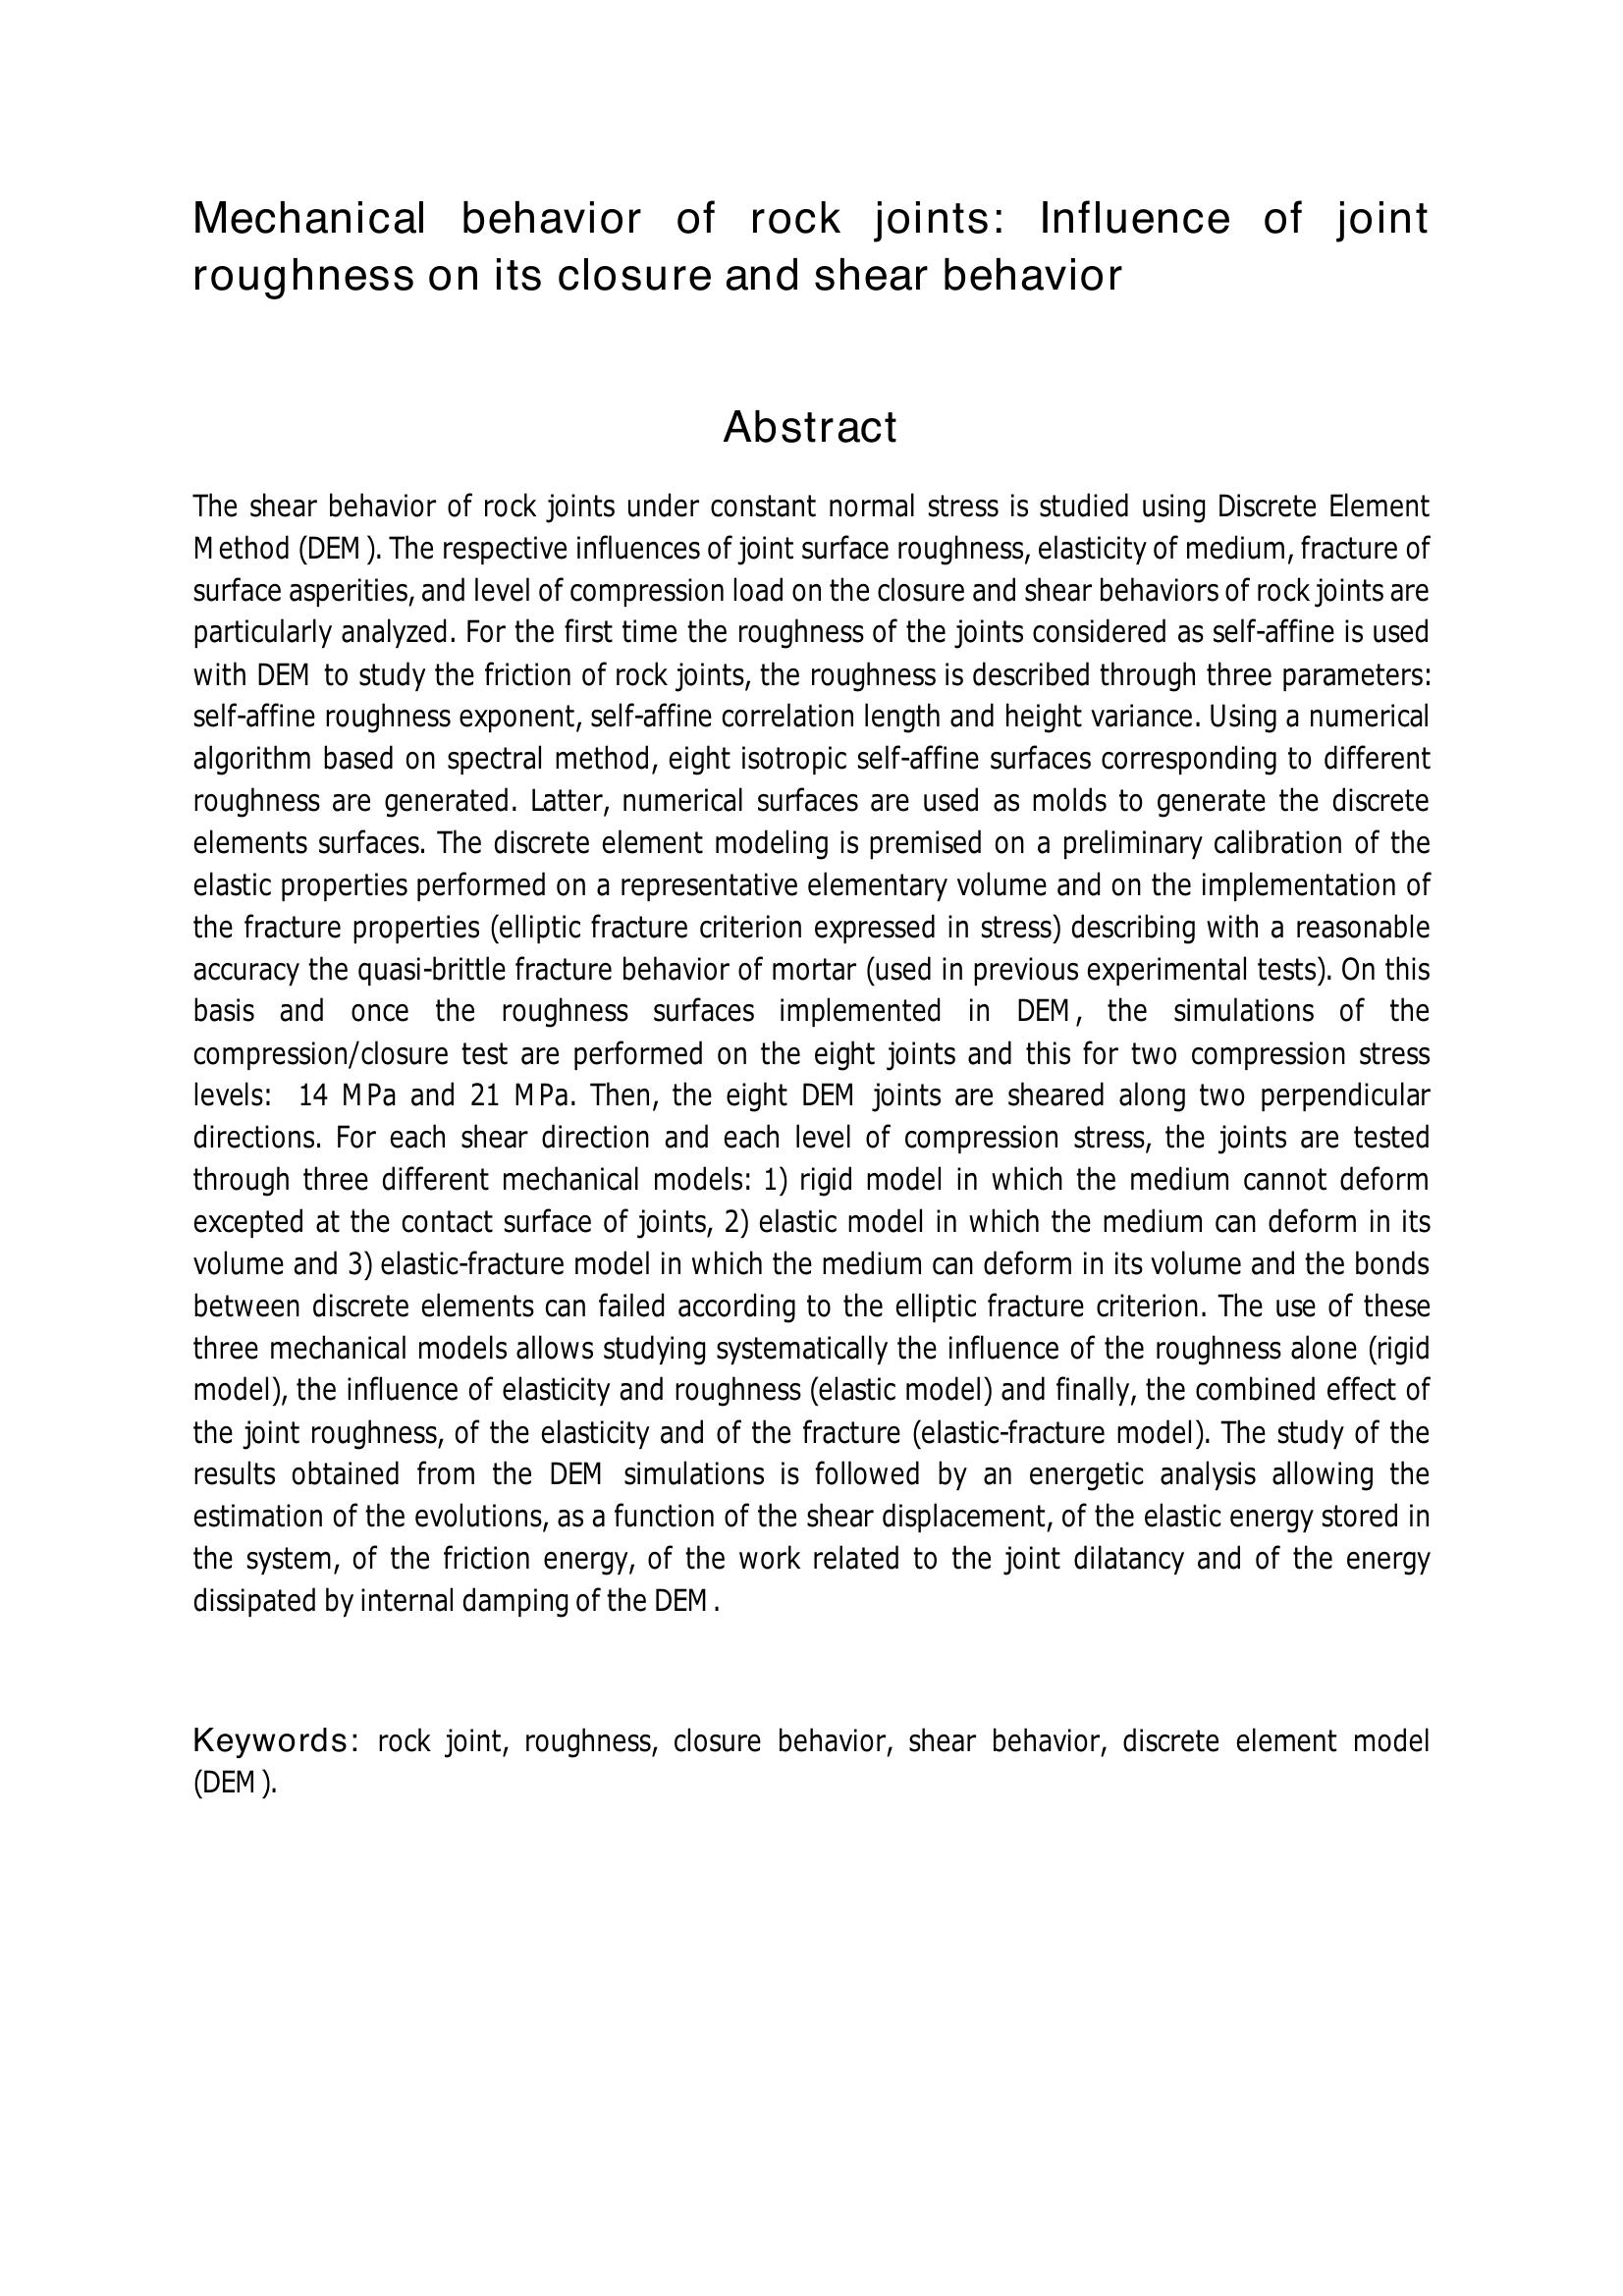 Mechanical behavior of rock joints: Influence of joint
roughness on its closure and shear behavior
Abstract
The shear behavior of rock joints under constant normal stress is studied using Discrete Element
Method (DEM). The respective influences of joint surface roughness, elasticity of medium, fracture of
surface asperities, and level of compression load on the closure and shear behaviors of rock joints are
particularly analyzed. For the first time the roughness of the joints considered as self-affine is used
with DEM to study the friction of rock joints, the roughness is described through three parameters:
self-affine roughness exponent, self-affine correlation length and height variance. Using a numerical
algorithm based on spectral method, eight isotropic self-affine surfaces corresponding to different
roughness are generated. Latter, numerical surfaces are used as molds to generate the discrete
elements surfaces. The discrete element modeling is premised on a preliminary calibration of the
elastic properties performed on a representative elementary volume and on the implementation of
the fracture properties (elliptic fracture criterion expressed in stress) describing with a reasonable
accuracy the quasi-brittle fracture behavior of mortar (used in previous experimental tests). On this
basis and once the roughness surfaces implemented in DEM, the simulations of the
compression/closure test are performed on the eight joints and this for two compression stress
levels: 14 MPa and 21 MPa. Then, the eight DEM joints are sheared along two perpendicular
directions. For each shear direction and each level of compression stress, the joints are tested
through three different mechanical models: 1) rigid model in which the medium cannot deform
excepted at the contact surface of joints, 2) elastic model in which the medium can deform in its
volume and 3) elastic-fracture model in which the medium can deform in its volume and the bonds
between discrete elements can failed according to the elliptic fracture criterion. The use of these
three mechanical models allows studying systematically the influence of the roughness alone (rigid
model), the influence of elasticity and roughness (elastic model) and finally, the combined effect of
the joint roughness, of the elasticity and of the fracture (elastic-fracture model). The study of the
results obtained from the DEM simulations is followed by an energetic analysis allowing the
estimation of the evolutions, as a function of the shear displacement, of the elastic energy stored in
the system, of the friction energy, of the work related to the joint dilatancy and of the energy
dissipated by internal damping of the DEM.
Keywords: rock joint, roughness, closure behavior, shear behavior, discrete element model
(DEM).